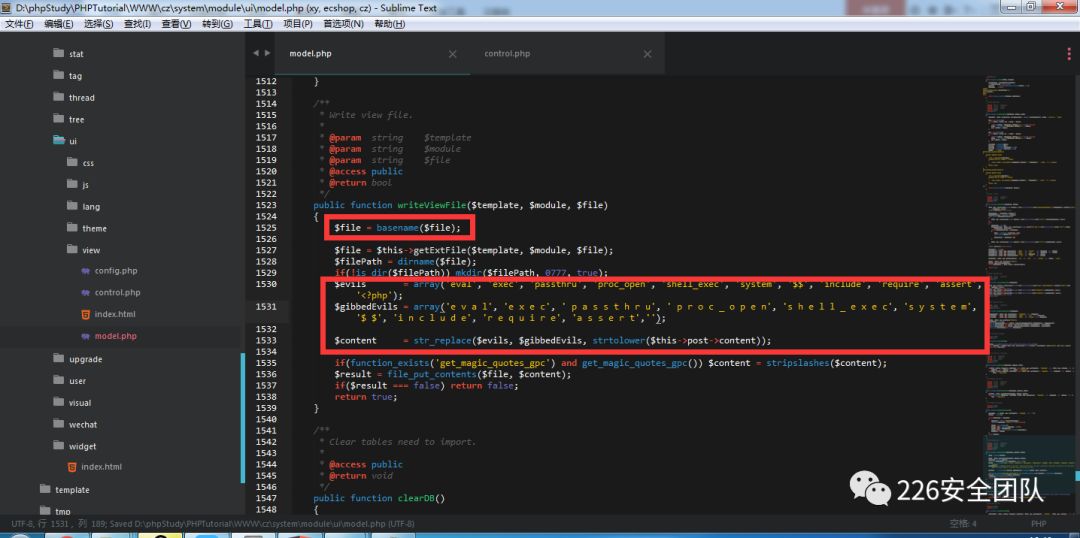 D:\phpStudy\PHPTutorial\WWW\cz\system\module\ui\model.php (xy, ecshop, cz) - Sublime Text
文件(F) 编辑(E) 选择(S) 查找(I) 查看(V) 转到(G) 工具(T) 项目(P) 首选项(N) 帮助(H)
stat
tag
thread
tree
ui
css
js
lang
theme
view
config.php
control.php
index.html
model.php
upgrade
user
visual
wechat
widget
index.html
template
tmp
model.php
control.php
1512 }
1513
1514 /**
1515 * Write view file.
1516 *
1517 * @param string $template
1518 * @param string $module
1519 * @param string $file
1520 * @access public
1521 * @return bool
1522 */
1523 public function writeViewFile($template, $module, $file)
1524 {
1525 $file = basename($file);
1526
1527 $file = $this->getExtFile($template, $module, $file);
1528 $filePath = dirname($file);
1529 if(!is_dir($filePath)) mkdir($filePath, 0777, true);
1530 $evils = array('eval', 'exec', 'passthru', 'proc_open', 'shell_exec', 'system', '$$', 'include', 'require', 'assert',
'<?php');
1531 $gibbedEvils = array('e v a l', 'e x e c', ' p a s s t h r u', ' p r o c _ o p e n', 's h e l l _ e x e c', 's y s t e m',
'$ $', 'i n c l u d e', 'r e q u i r e', 'a s s e r t','');
1532
1533 $content = str_replace($evils, $gibbedEvils, strtolower($this->post->content));
1534
1535 if(function_exists('get_magic_quotes_gpc') and get_magic_quotes_gpc()) $content = stripslashes($content);
1536 $result = file_put_contents($file, $content);
1537 if($result === false) return false;
1538 return true;
1539 }
1540
1541 /**
1542 * Clear tables need to import.
1543 *
1544 * @access public
1545 * @return void
1546 */
1547 public function clearDB()
1548 {
226安全团队
UTF-8, 行 1531 , 列 189; Saved D:\phpStudy\PHPTutorial\WWW\cz\system\module\ui\model.php (UTF-8)
空格: 4
PHP